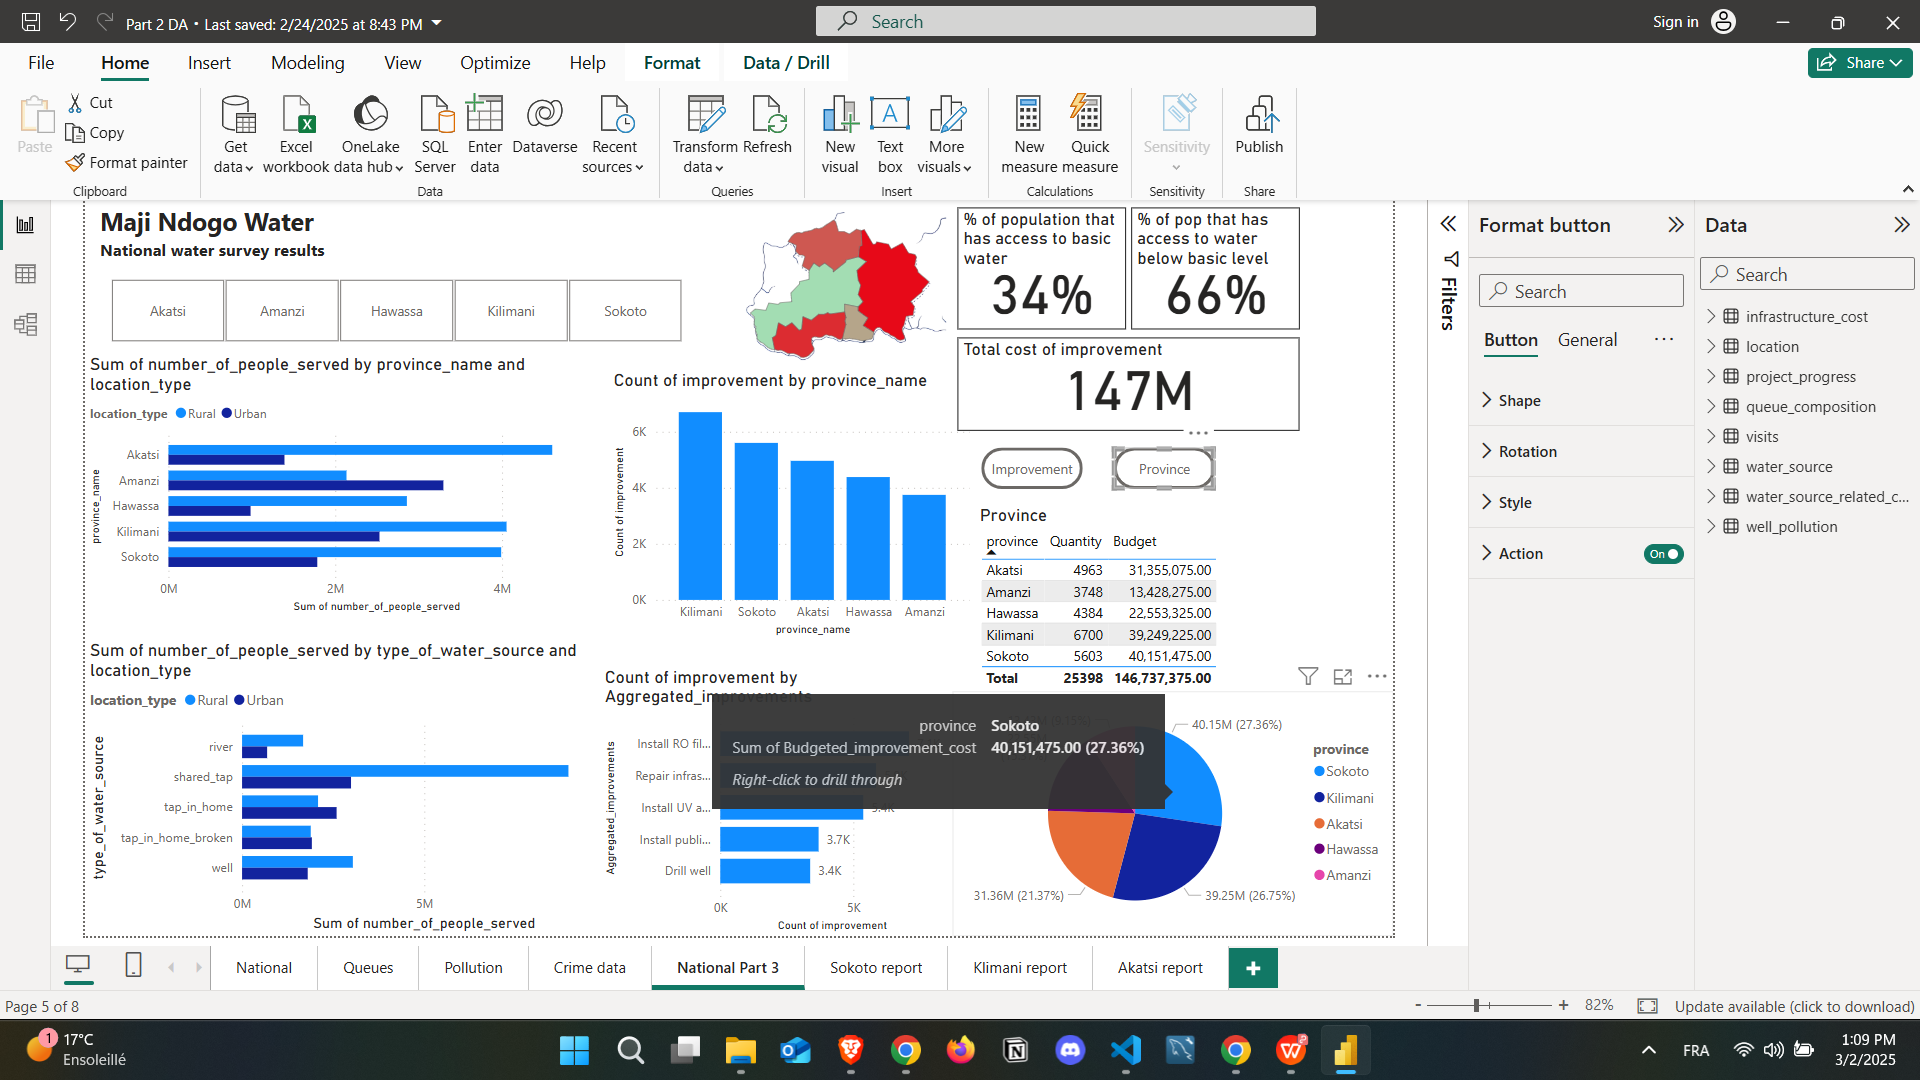 Part 2 DA • Last saved: 2/24/2025 at 8:43 PM
Search
Sign in
File
Home
Insert
Modeling
View
Optimize
Help
Format
Data / Drill
Share
Paste
Cut
Copy
Format painter
Clipboard
Get data
Excel workbook
OneLake data hub
SQL Server
Enter data
Dataverse
Recent sources
Data
Transform data
Refresh
Queries
New visual
Text box
More visuals
Insert
New measure
Quick measure
Calculations
Sensitivity
Sensitivity
Publish
Share
Maji Ndogo Water
National water survey results
Akatsi
Amanzi
Hawassa
Kilimani
Sokoto
% of population that
has access to basic
water
34%
% of pop that has
access to water
below basic level
66%
Total cost of improvement
147M
Improvement
Province
Sum of number_of_people_served by province_name and
location_type
location_type Rural Urban
province_name
Akatsi
Amanzi
Hawassa
Kilimani
Sokoto
0M 2M 4M
Sum of number_of_people_served
Count of improvement by province_name
Count of improvement
6K
4K
2K
0K
Kilimani Sokoto Akatsi Hawassa Amanzi
province_name
Province
province Quantity Budget
Akatsi 4963 31,355,075.00
Amanzi 3748 13,428,275.00
Hawassa 4384 22,553,325.00
Kilimani 6700 39,249,225.00
Sokoto 5603 40,151,475.00
Total 25398 146,737,375.00
Sum of number_of_people_served by type_of_water_source and
location_type
location_type Rural Urban
type_of_water_source
river
shared_tap
tap_in_home
tap_in_home_broken
well
0M 5M
Sum of number_of_people_served
Count of improvement by
Aggregated_improvements
Aggregated_improvements
Install RO fil...
Repair infras...
Install UV a...
Install publi... 3.7K
Drill well 3.4K
0K 5K
Count of improvement
province Sokoto
Sum of Budgeted_improvement_cost 40,151,475.00 (27.36%)
Right-click to drill through
40.15M (27.36%)
39.25M (26.75%)
31.36M (21.37%)
province
Sokoto
Kilimani
Akatsi
Hawassa
Amanzi
Filters
Format button
Search
Button
General
Shape
Rotation
Style
Action
On
Data
Search
infrastructure_cost
location
project_progress
queue_composition
visits
water_source
water_source_related_c...
well_pollution
National
Queues
Pollution
Crime data
National Part 3
Sokoto report
Klimani report
Akatsi report
Page 5 of 8
- + 82%
Update available (click to download)
1
17°C
Ensoleillé
FRA
1:09 PM
3/2/2025